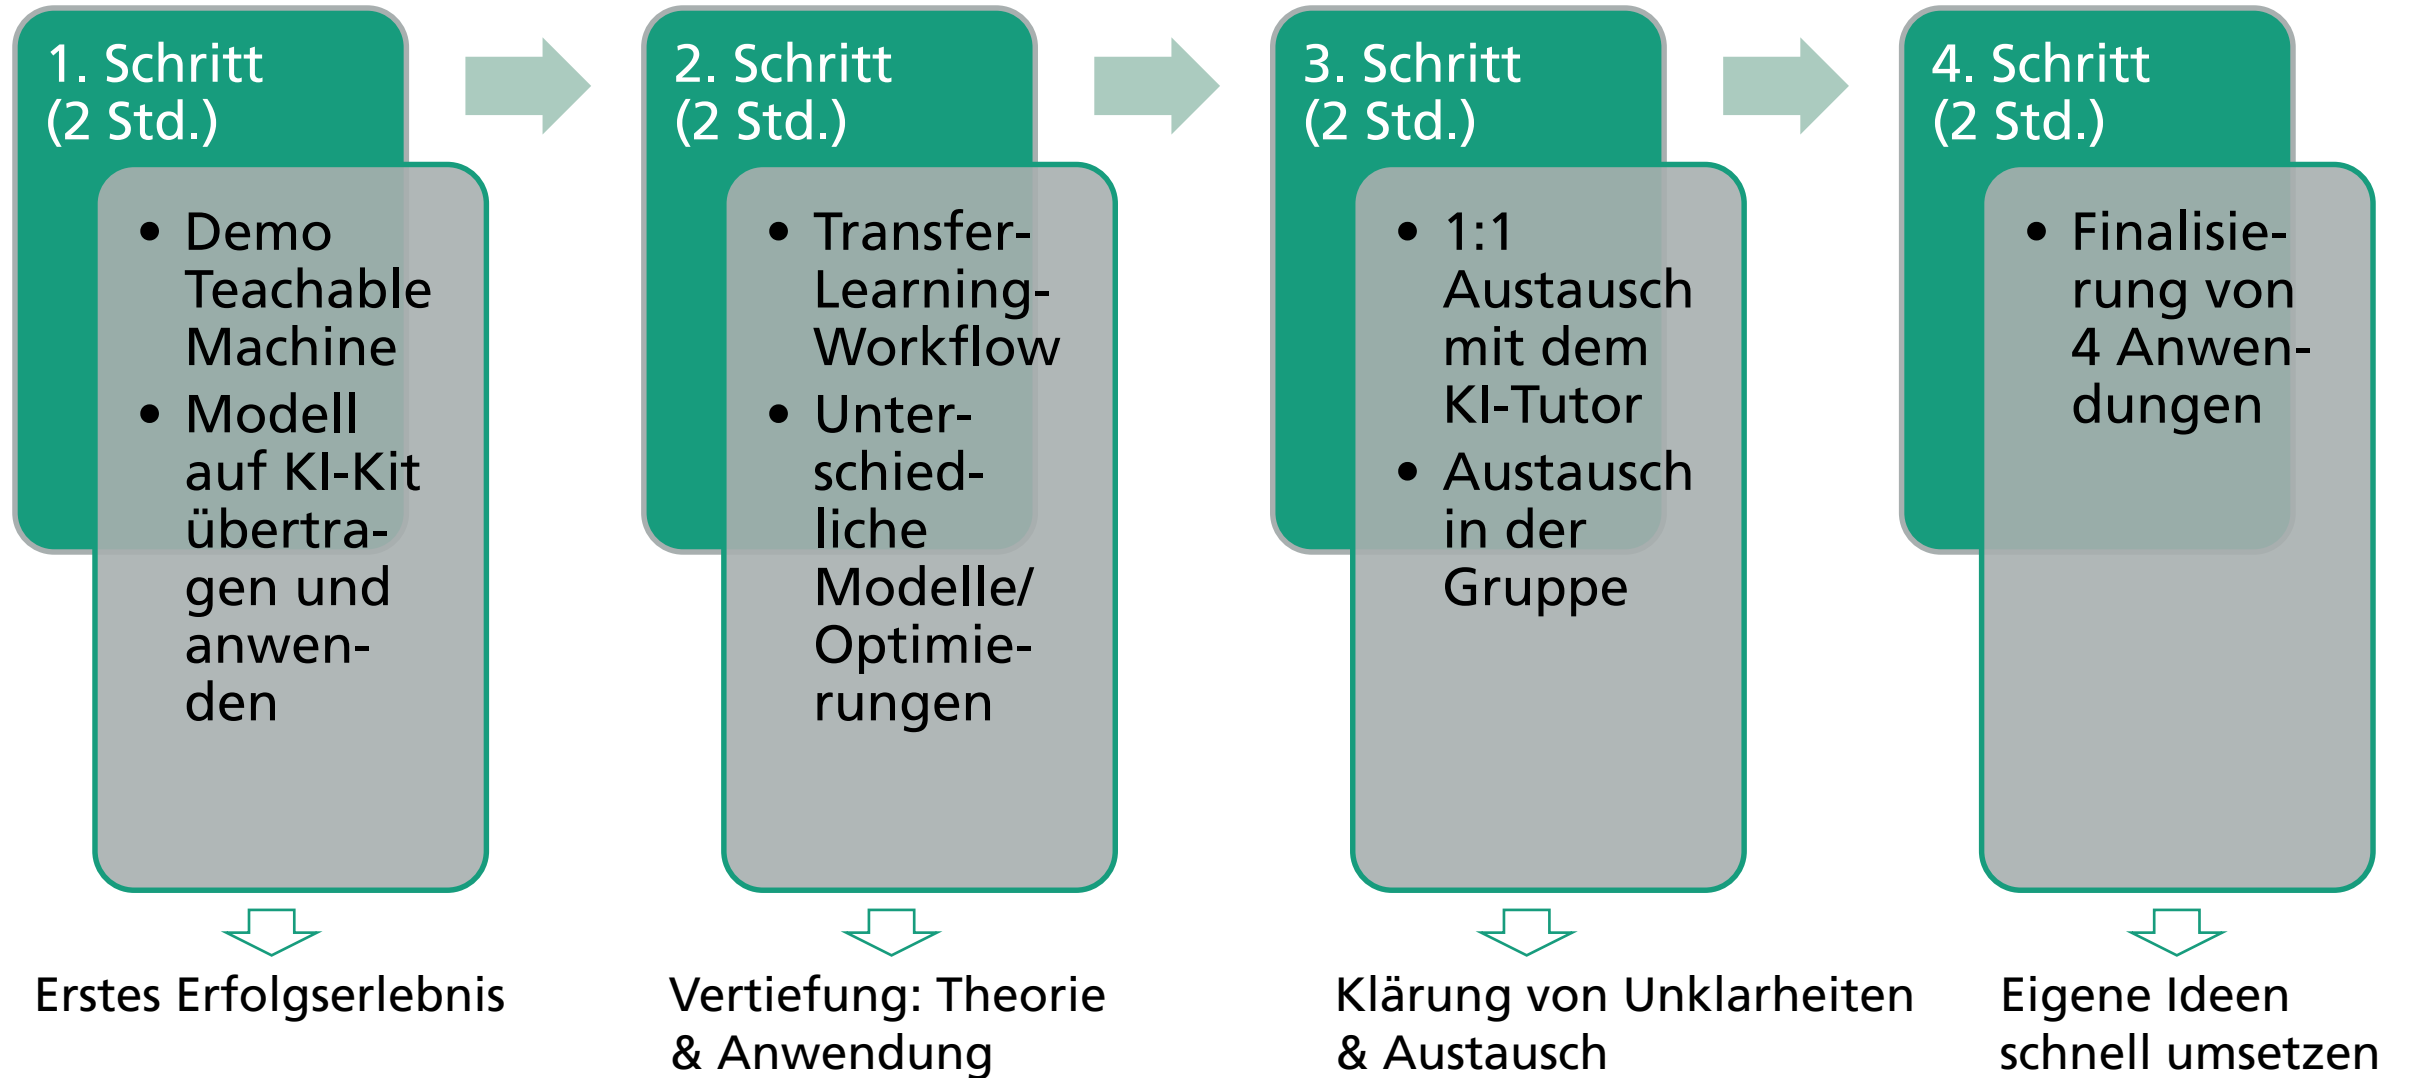 1. Schritt
(2 Std.)
• Demo
Teachable
Machine
• Modell
auf KI-Kit
übertra-
gen und
anwen-
den
Erstes Erfolgserlebnis
2. Schritt
(2 Std.)
• Transfer-
Learning-
Workflow
• Unter-
schied-
liche
Modelle/
Optimie-
rungen
Vertiefung: Theorie
& Anwendung
3. Schritt
(2 Std.)
• 1:1
Austausch
mit dem
KI-Tutor
• Austausch
in der
Gruppe
Klärung von Unklarheiten
& Austausch
4. Schritt
(2 Std.)
• Finalisie-
rung von
4 Anwen-
dungen
Eigene Ideen
schnell umsetzen